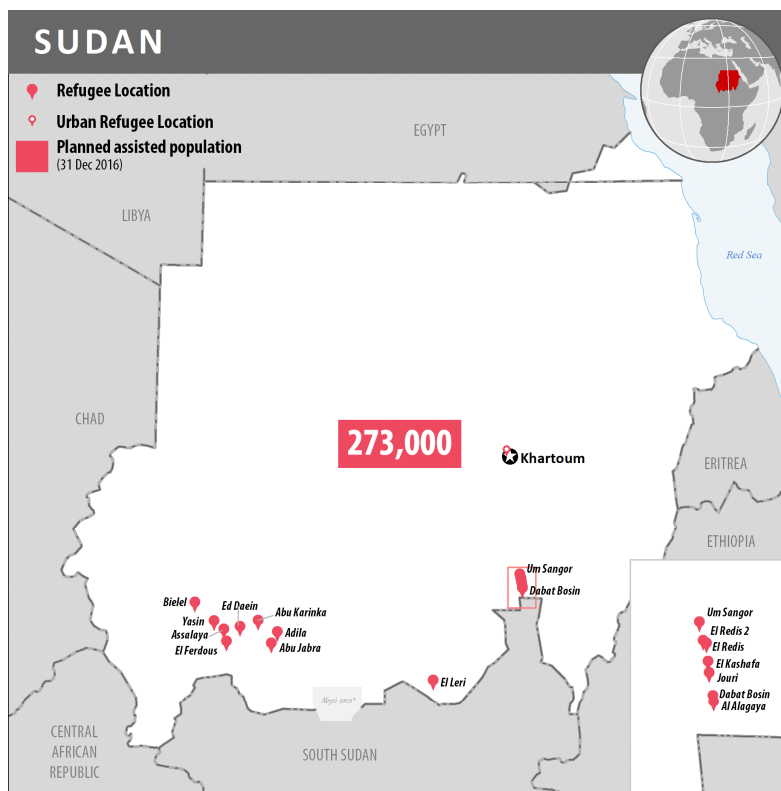 SUDAN
Refugee Location
Urban Refugee Location
Planned assisted population
(31 Dec 2016)
EGYPT
LIBYA
Red Sea
CHAD
273,000
Khartoum
ERITREA
ETHIOPIA
Um Sangor
Dabat Bosin
Bielel
Ed Daein
Abu Karinka
Yasin
Assalaya
Adila
El Ferdous
Abu Jabra
El Leri
Abyei area*
Um Sangor
El Redis 2
El Redis
El Kashafa
Jouri
Dabat Bosin
Al Alagaya
CENTRAL
AFRICAN
REPUBLIC
SOUTH SUDAN